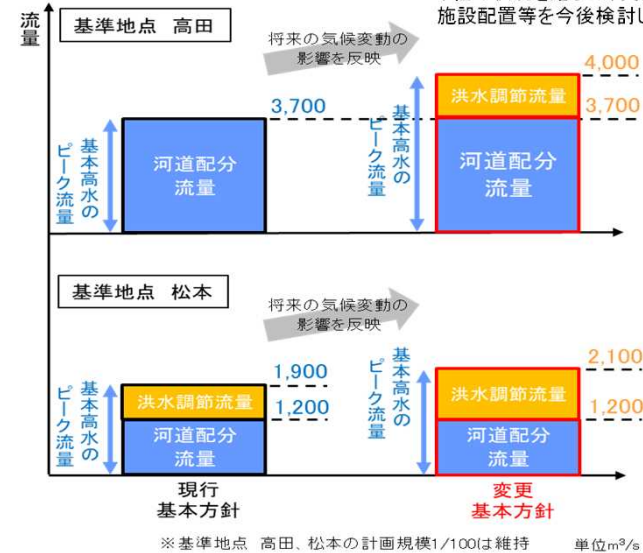 施設配置等を今後検討し
流量
基準地点 高田
将来の気候変動の
影響を反映
4,000
3,700
3,700
基本高水の
ピーク流量
河道配分
流量
基本高水の
ピーク流量
洪水調節流量
河道配分
流量
基準地点 松本
将来の気候変動の
影響を反映
基本高水の
ピーク流量
1,900
1,200
洪水調節流量
河道配分
流量
基本高水の
ピーク流量
2,100
1,200
洪水調節流量
河道配分
流量
現行
基本方針
変更
基本方針
※基準地点 高田、松本の計画規模1/100は維持 単位m³/s